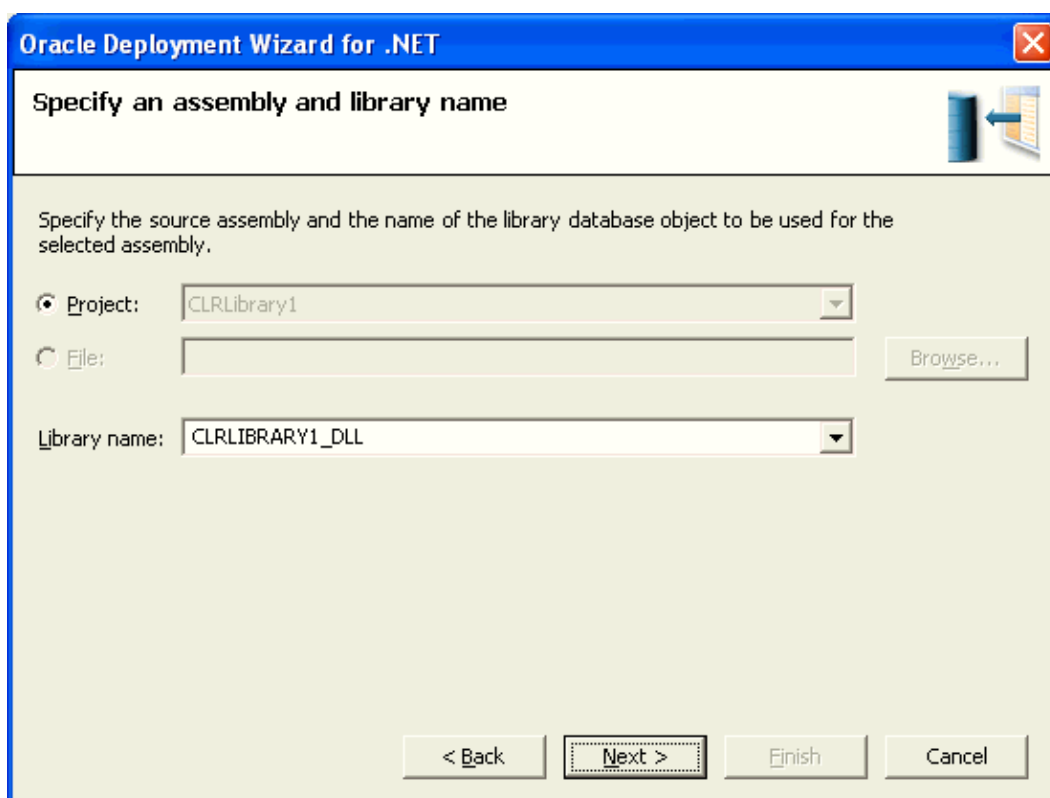 Oracle Deployment Wizard for .NET
Specify an assembly and library name
Specify the source assembly and the name of the library database object to be used for the
selected assembly.
Project: CLRLibrary1
File: Browse...
Library name: CLRLIBRARY1_DLL
< Back Next > Finish Cancel